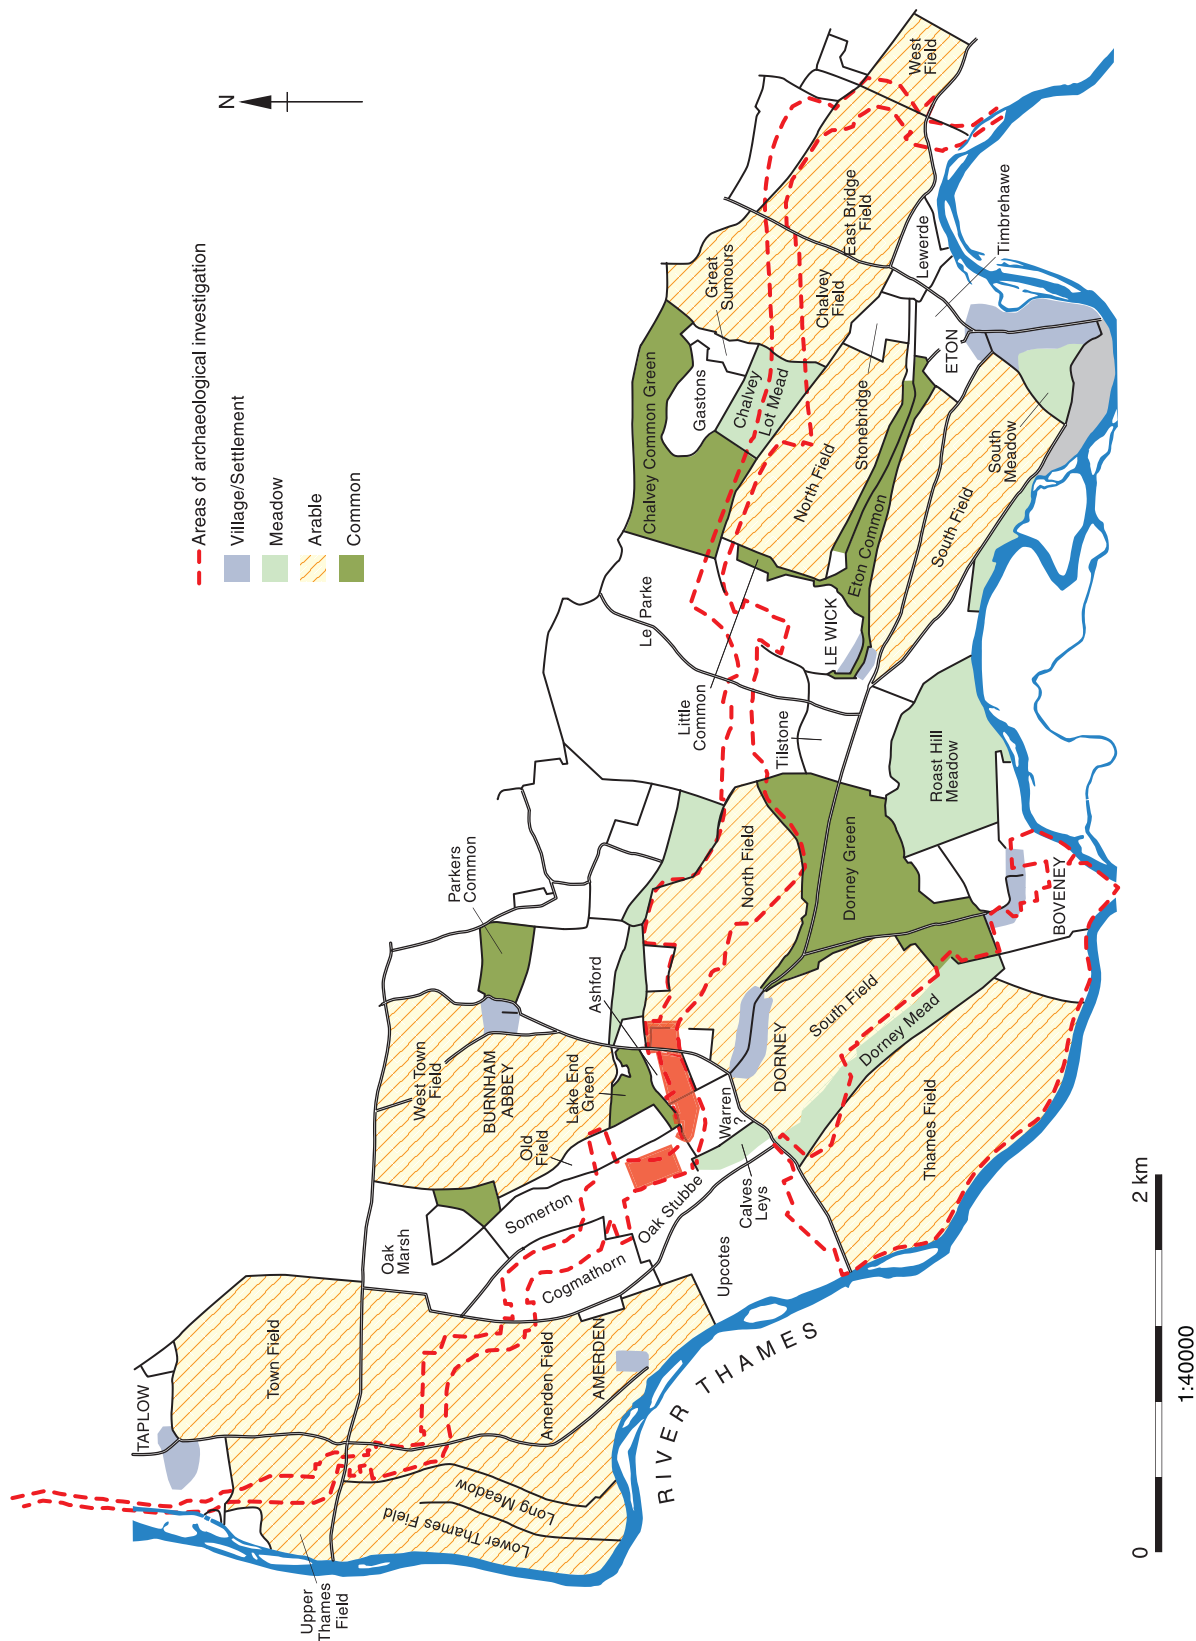 N
Areas of archaeological investigation
Village/Settlement
Meadow
Arable
Common
TAPLOW
Upper
Thames
Field
Town Field
Lower Thames Field
Long Meadow
Amerden Field
AMERDEN
RIVER THAMES
Oak
Marsh
Somerton
Cogmathorn
Old
Field
Oak Stubbe
Upcotes
Calves
Leys
Warren
?
West Town
Field
BURNHAM
ABBEY
Lake End
Green
Ashford
Parkers
Common
DORNEY
South Field
Dorney Mead
Thames Field
North Field
Dorney Green
BOVENEY
Roast Hill
Meadow
Tilstone
Little
Common
Le Parke
LE WICK
Eton Common
South Field
North Field
Stonebridge
South
Meadow
ETON
Chalvey Common Green
Gastons
Chalvey
Lot Mead
Great
Sumours
Chalvey
Field
East Bridge
Field
Lewerde
Timbrehawe
West
Field
0
2 km
1:40000